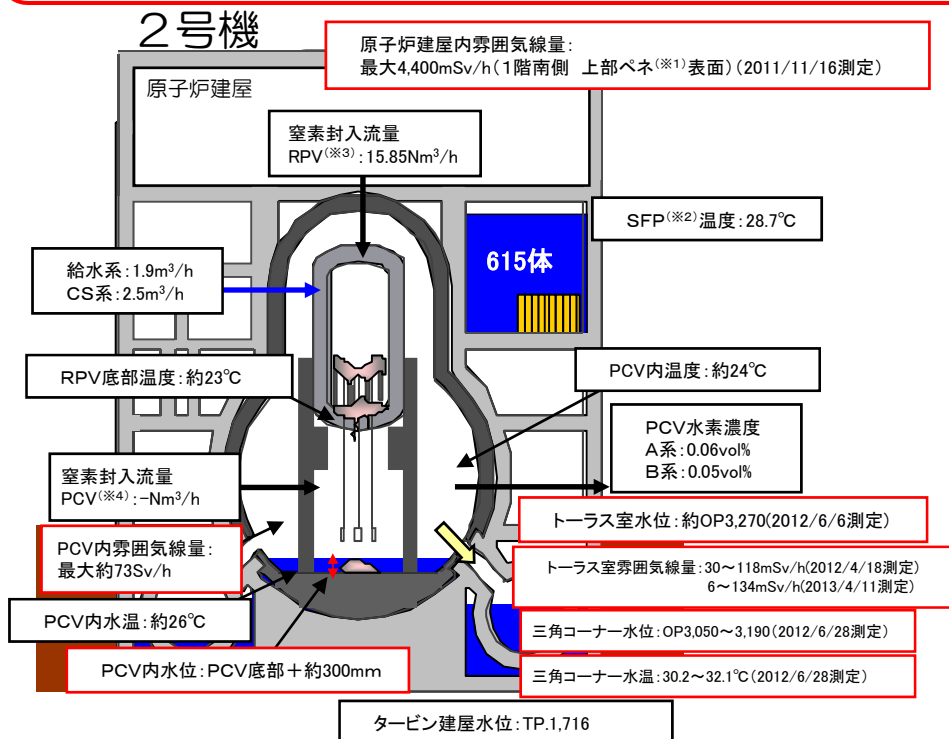 2号機
原子炉建屋内雰囲気線量：
最大4,400mSv/h（1階南側　上部ペネ(※1)表面）（2011/11/16測定）
原子炉建屋
窒素封入流量
RPV(※3)：15.85Nm3/h
SFP(※2)温度：28.7℃
615体
給水系：1.9m3/h
CS系：2.5m3/h
RPV底部温度：約23℃
PCV内温度：約24℃
PCV水素濃度
A系：0.06vol%
B系：0.05vol%
窒素封入流量
PCV(※4)：-Nm3/h
トーラス室水位：約OP3,270(2012/6/6測定)
PCV内雰囲気線量：
最大約73Sv/h
トーラス室雰囲気線量：30～118mSv/h(2012/4/18測定)
6～134mSv/h(2013/4/11測定)
PCV内水温：約26℃
三角コーナー水位：OP3,050～3,190（2012/6/28測定）
PCV内水位：PCV底部＋約300mm
三角コーナー水温：30.2～32.1℃（2012/6/28測定）
タービン建屋水位：TP.1,716